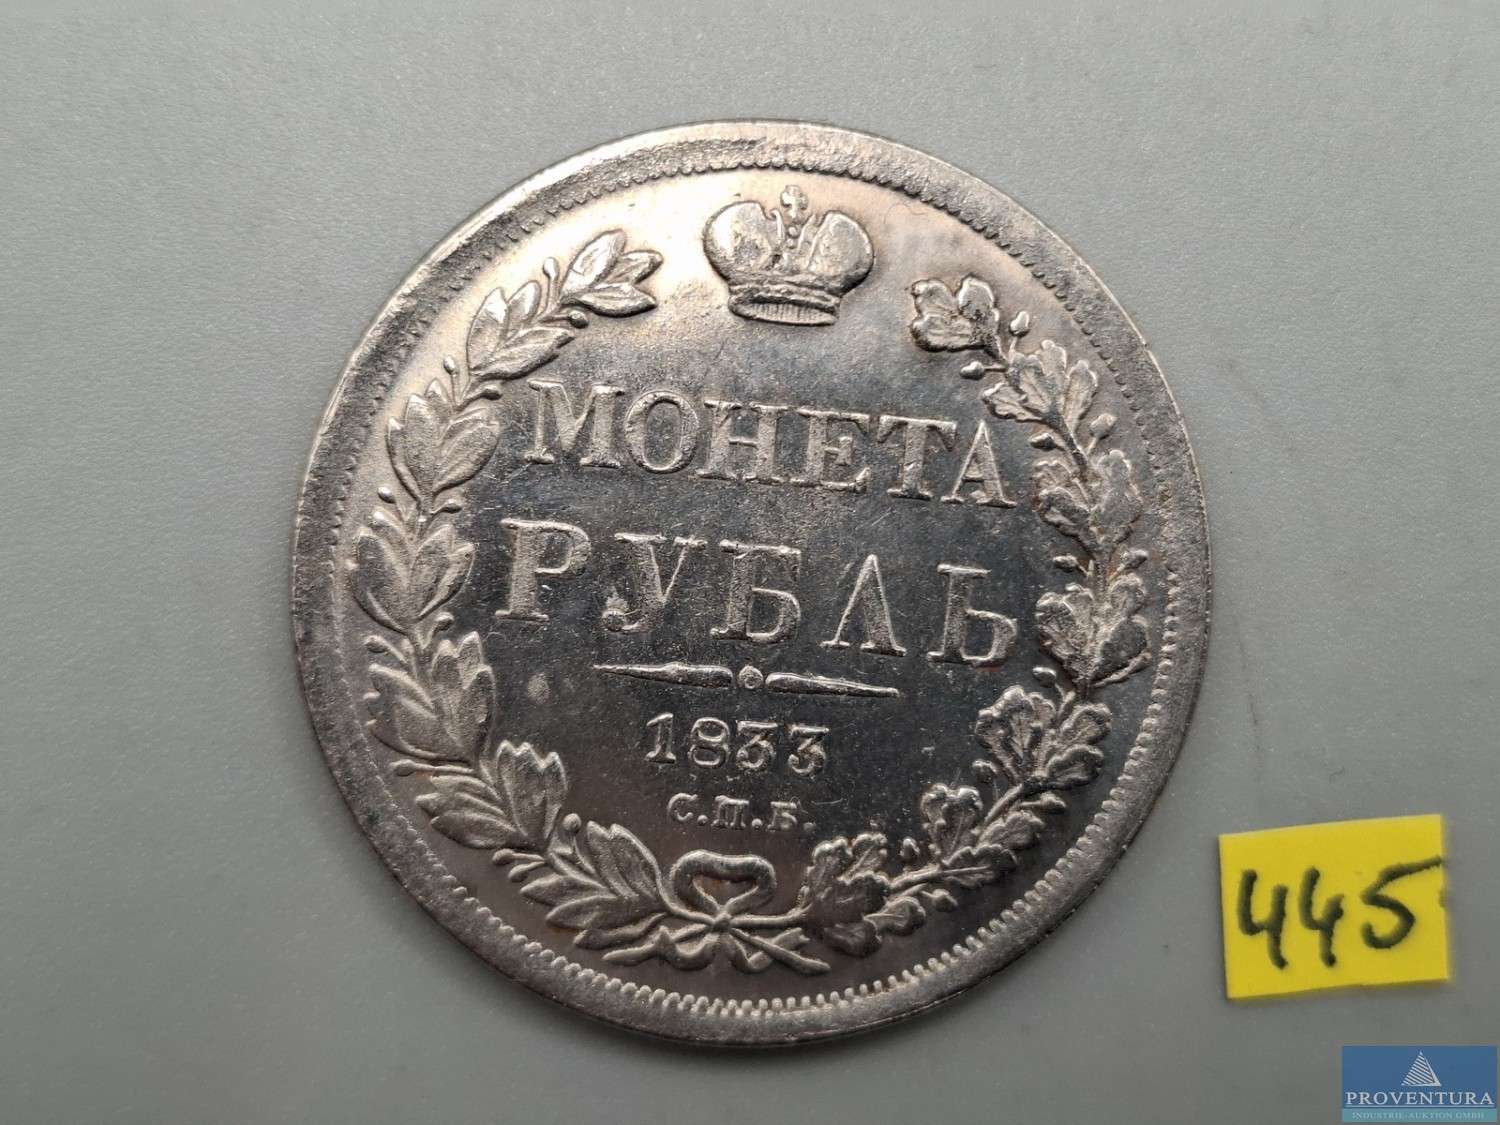 МОНЕТА
РУБЛЬ
1833
С.П.Б.
445
PROVENTURA
INDUSTRIE-AUKTION GMBH